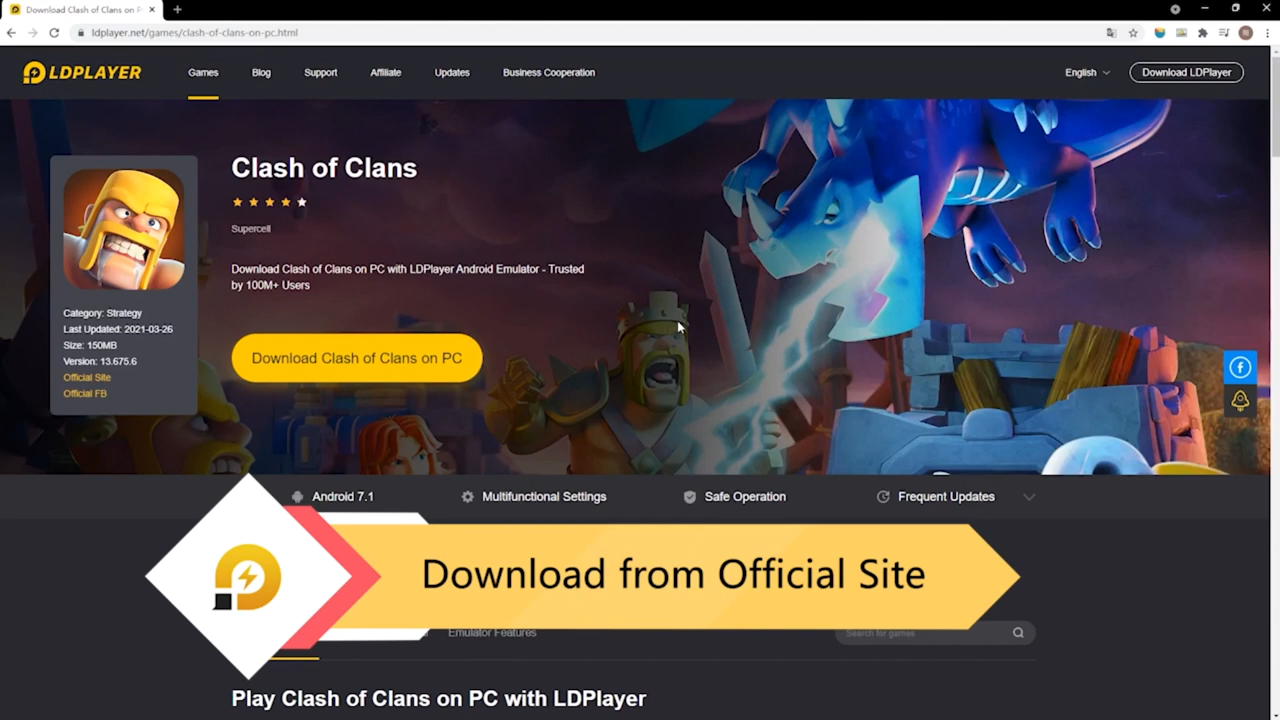 Download Clash of Clans on P
ldplayer.net/games/clash-of-clans-on-pc.html
LDPLAYER
Games
Blog
Support
Affiliate
Updates
Business Cooperation
English
Download LDPlayer
Clash of Clans
Supercell
Download Clash of Clans on PC with LDPlayer Android Emulator - Trusted
by 100M+ Users
Download Clash of Clans on PC
Category: Strategy
Last Updated: 2021-03-26
Size: 150MB
Version: 13.675.6
Official Site
Official FB
Android 7.1
Multifunctional Settings
Safe Operation
Frequent Updates
Download from Official Site
Emulator Features
Search for games
Play Clash of Clans on PC with LDPlayer